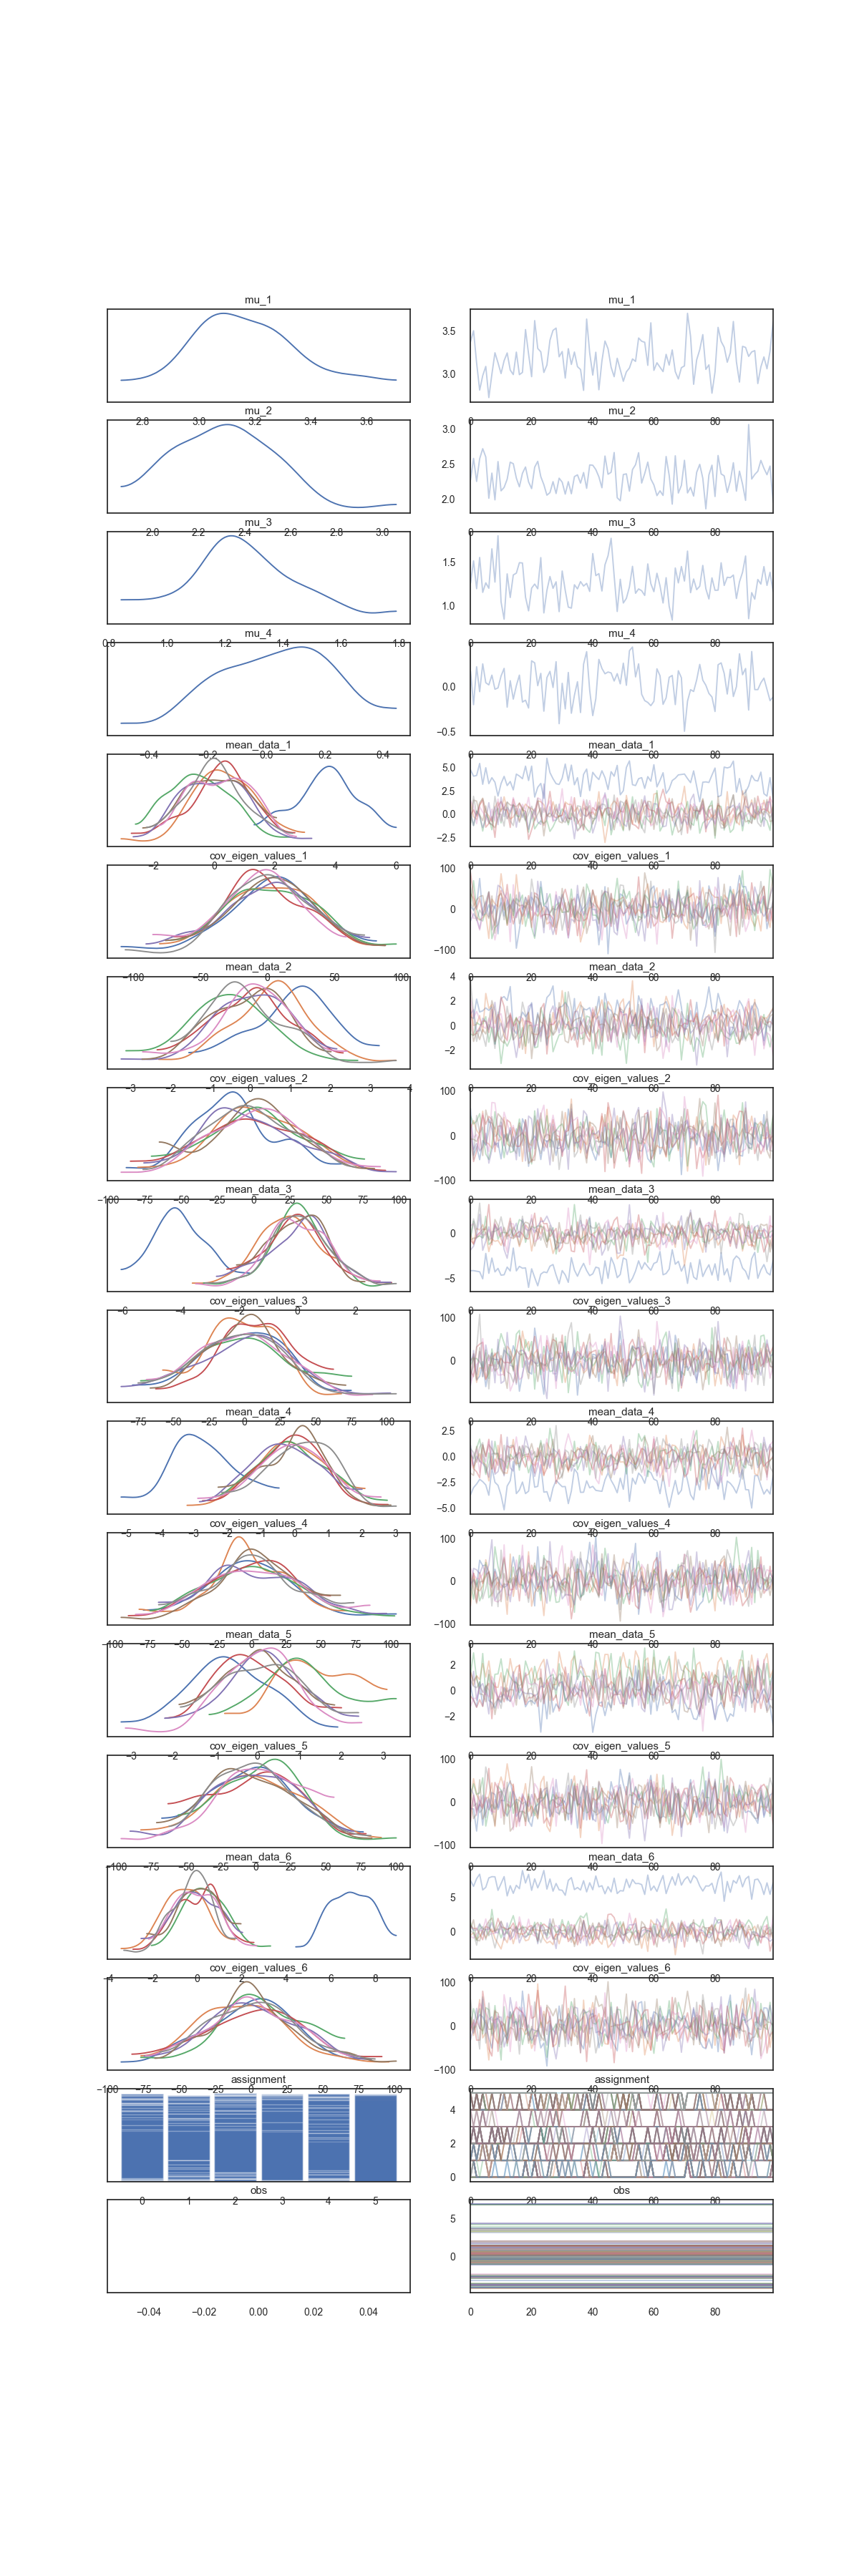 mu_1 mu_1
3.5
3.0
2.8 3.0 3.2 3.4 3.6 0 20 40 60 80
mu_2 mu_2
3.0
2.5
2.0
2.0 2.2 2.4 2.6 2.8 3.0 0 20 40 60 80
mu_3 mu_3
1.5
1.0
0.8 1.0 1.2 1.4 1.6 1.8 0 20 40 60 80
mu_4 mu_4
0.0
−0.5
−0.4 −0.2 0.0 0.2 0.4 0 20 40 60 80
mean_data_1 mean_data_1
5.0
2.5
0.0
−2.5
−2 0 2 4 6 0 20 40 60 80
cov_eigen_values_1 cov_eigen_values_1
100
0
−100
−100 −50 0 50 100 0 20 40 60 80
mean_data_2 mean_data_2
4
2
0
−2
−3 −2 −1 0 1 2 3 4 0 20 40 60 80
cov_eigen_values_2 cov_eigen_values_2
100
0
−100
−100 −75 −50 −25 0 25 50 75 100 0 20 40 60 80
mean_data_3 mean_data_3
0
−5
−6 −4 −2 0 2 0 20 40 60 80
cov_eigen_values_3 cov_eigen_values_3
100
0
−75 −50 −25 0 25 50 75 100 0 20 40 60 80
mean_data_4 mean_data_4
2.5
0.0
−2.5
−5.0
−5 −4 −3 −2 −1 0 1 2 3 0 20 40 60 80
cov_eigen_values_4 cov_eigen_values_4
100
0
−100
−100 −75 −50 −25 0 25 50 75 100 0 20 40 60 80
mean_data_5 mean_data_5
2
0
−2
−3 −2 −1 0 1 2 3 0 20 40 60 80
cov_eigen_values_5 cov_eigen_values_5
100
0
−100
−100 −75 −50 −25 0 25 50 75 100 0 20 40 60 80
mean_data_6 mean_data_6
5
0
−4 −2 0 2 4 6 8 0 20 40 60 80
cov_eigen_values_6 cov_eigen_values_6
100
0
−100
−100 −75 −50 −25 0 25 50 75 100 0 20 40 60 80
assignment assignment
4
2
0
0 1 2 3 4 5 0 20 40 60 80
obs obs
5
0
−0.04 −0.02 0.00 0.02 0.04 0 20 40 60 80